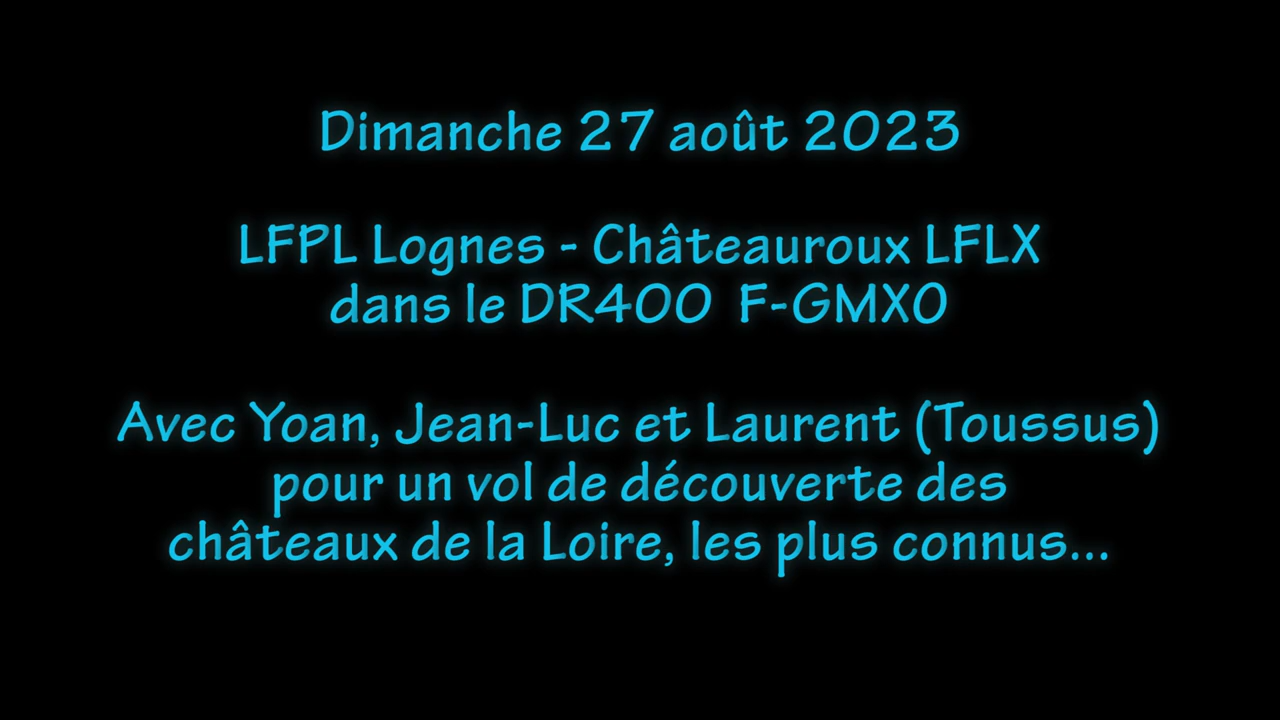 Dimanche 27 août 2023
LFPL Lognes - Châteauroux LFLX
dans le DR400 F-GMXO
Avec Yoan, Jean-Luc et Laurent (Toussus)
pour un vol de découverte des
châteaux de la Loire, les plus connus...